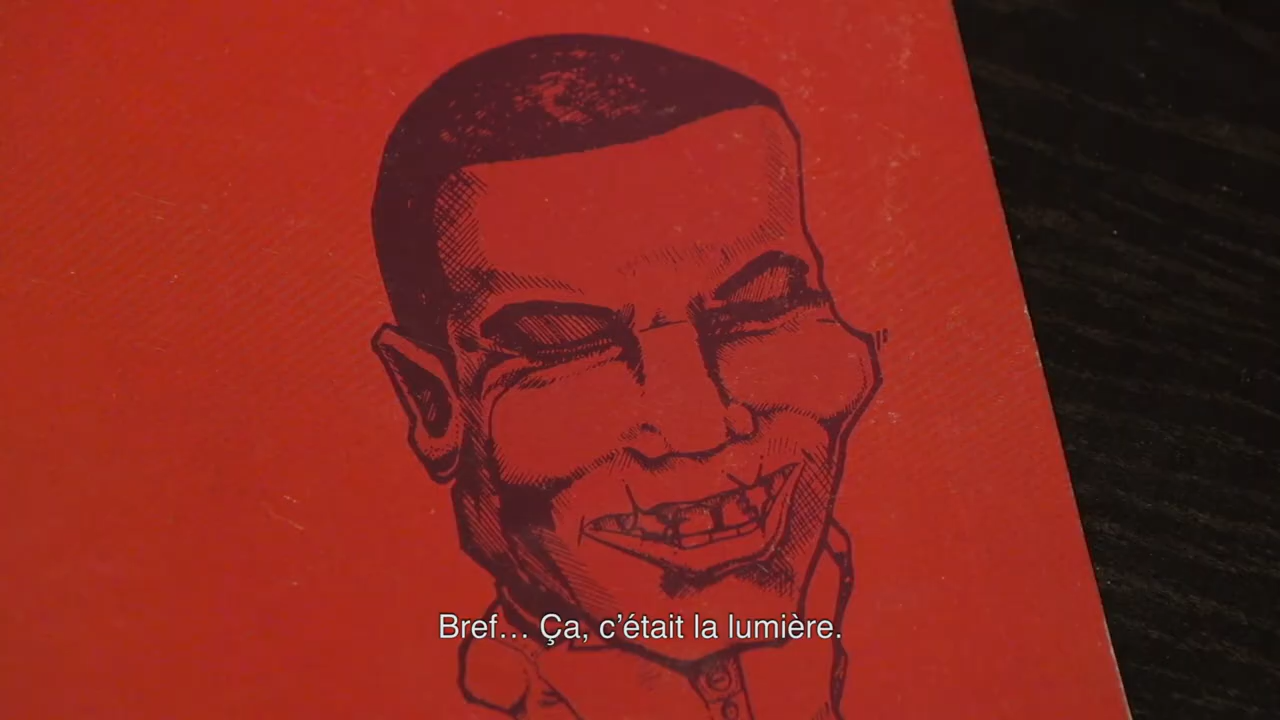 Bref… Ça, c’était la lumière.